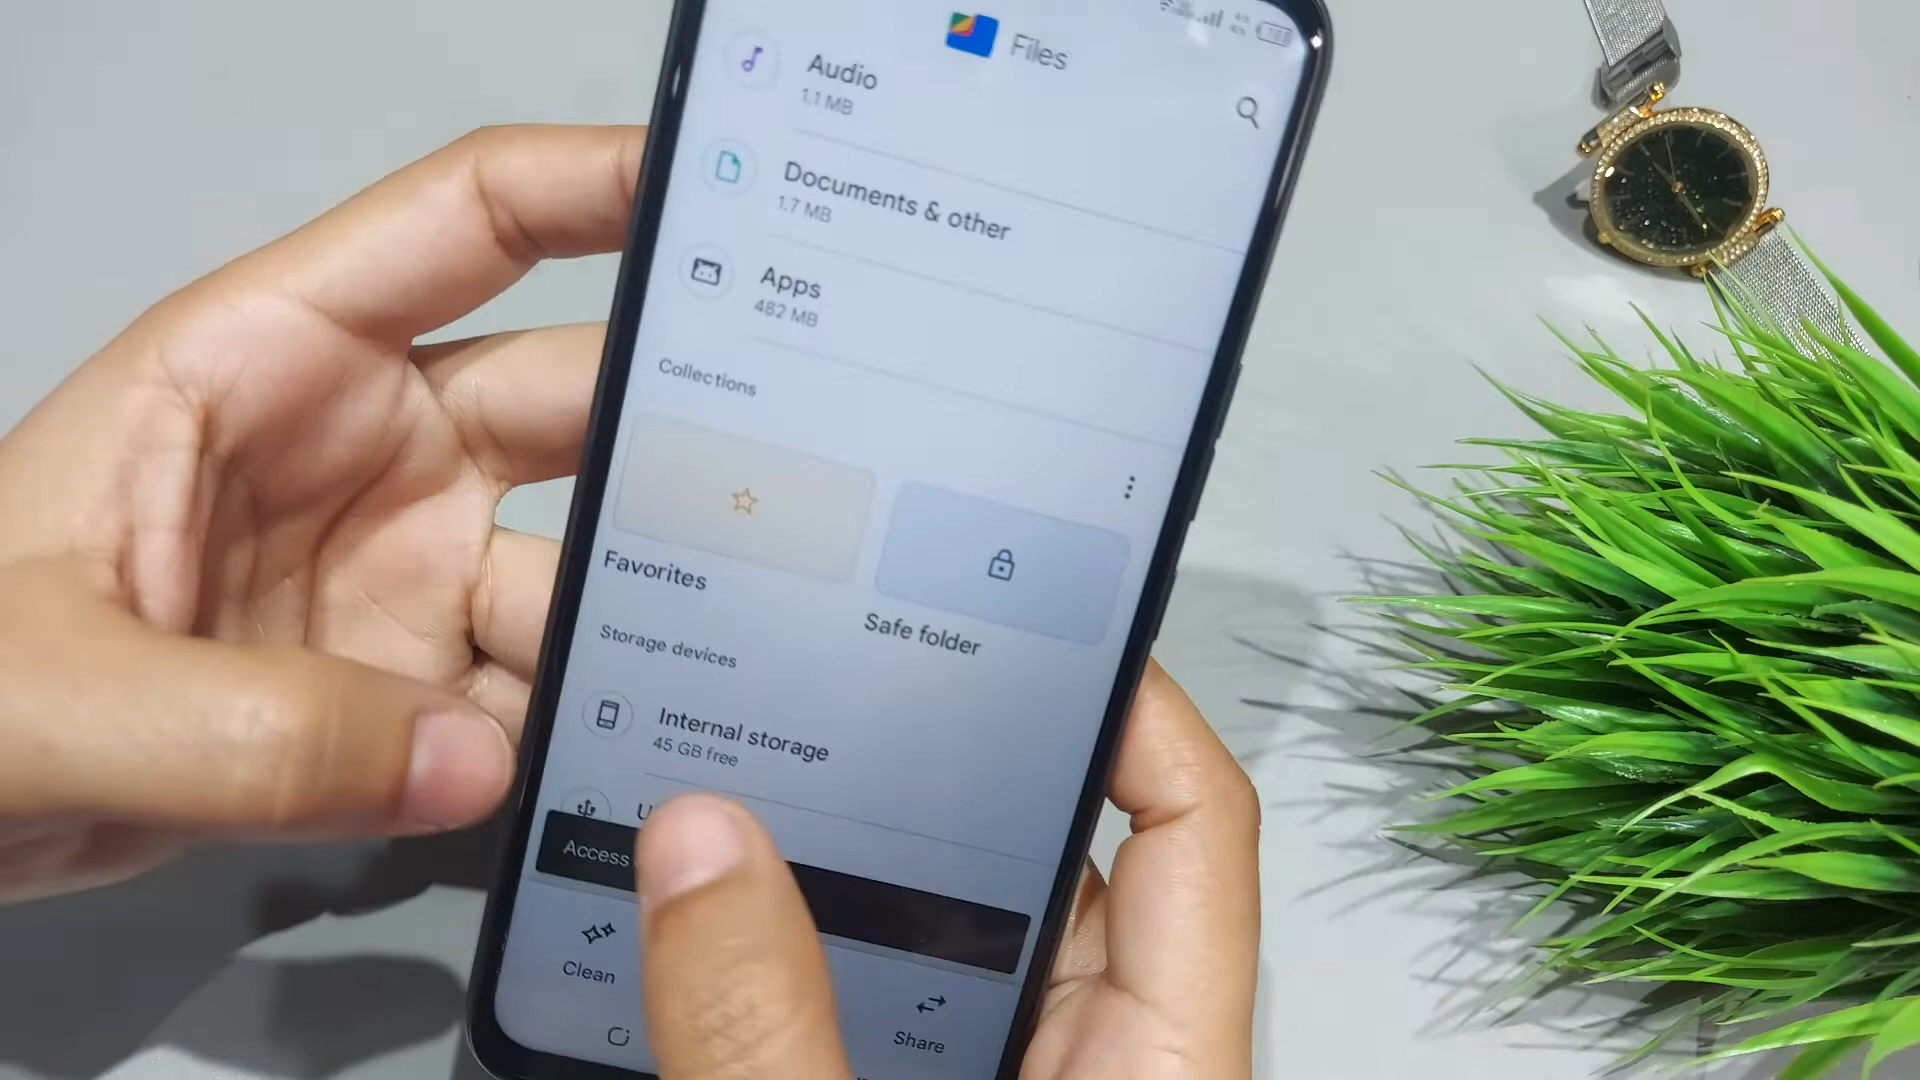 Files
Audio
1.1 MB
Documents & other
1.7 MB
Apps
482 MB
Collections
Favorites
Safe folder
Storage devices
Internal storage
45 GB free
Access
Clean
Share